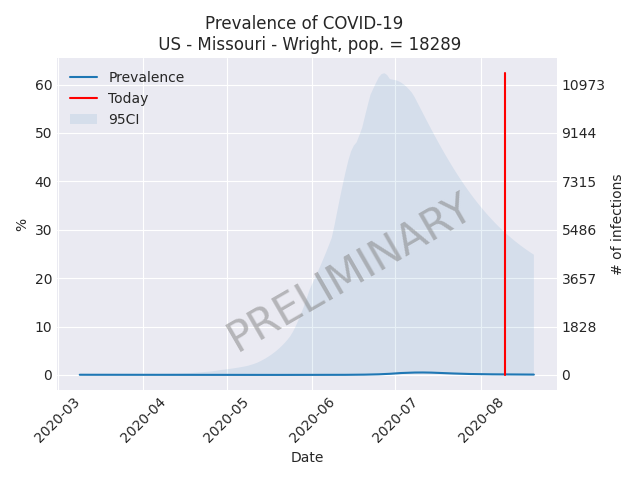 Prevalence of COVID-19
US - Missouri - Wright, pop. = 18289
Prevalence
Today
95CI
60
50
40
30
20
10
0
%
10973
9144
7315
5486
3657
1828
0
# of infections
PRELIMINARY
2020-03
2020-04
2020-05
2020-06
2020-07
2020-08
Date